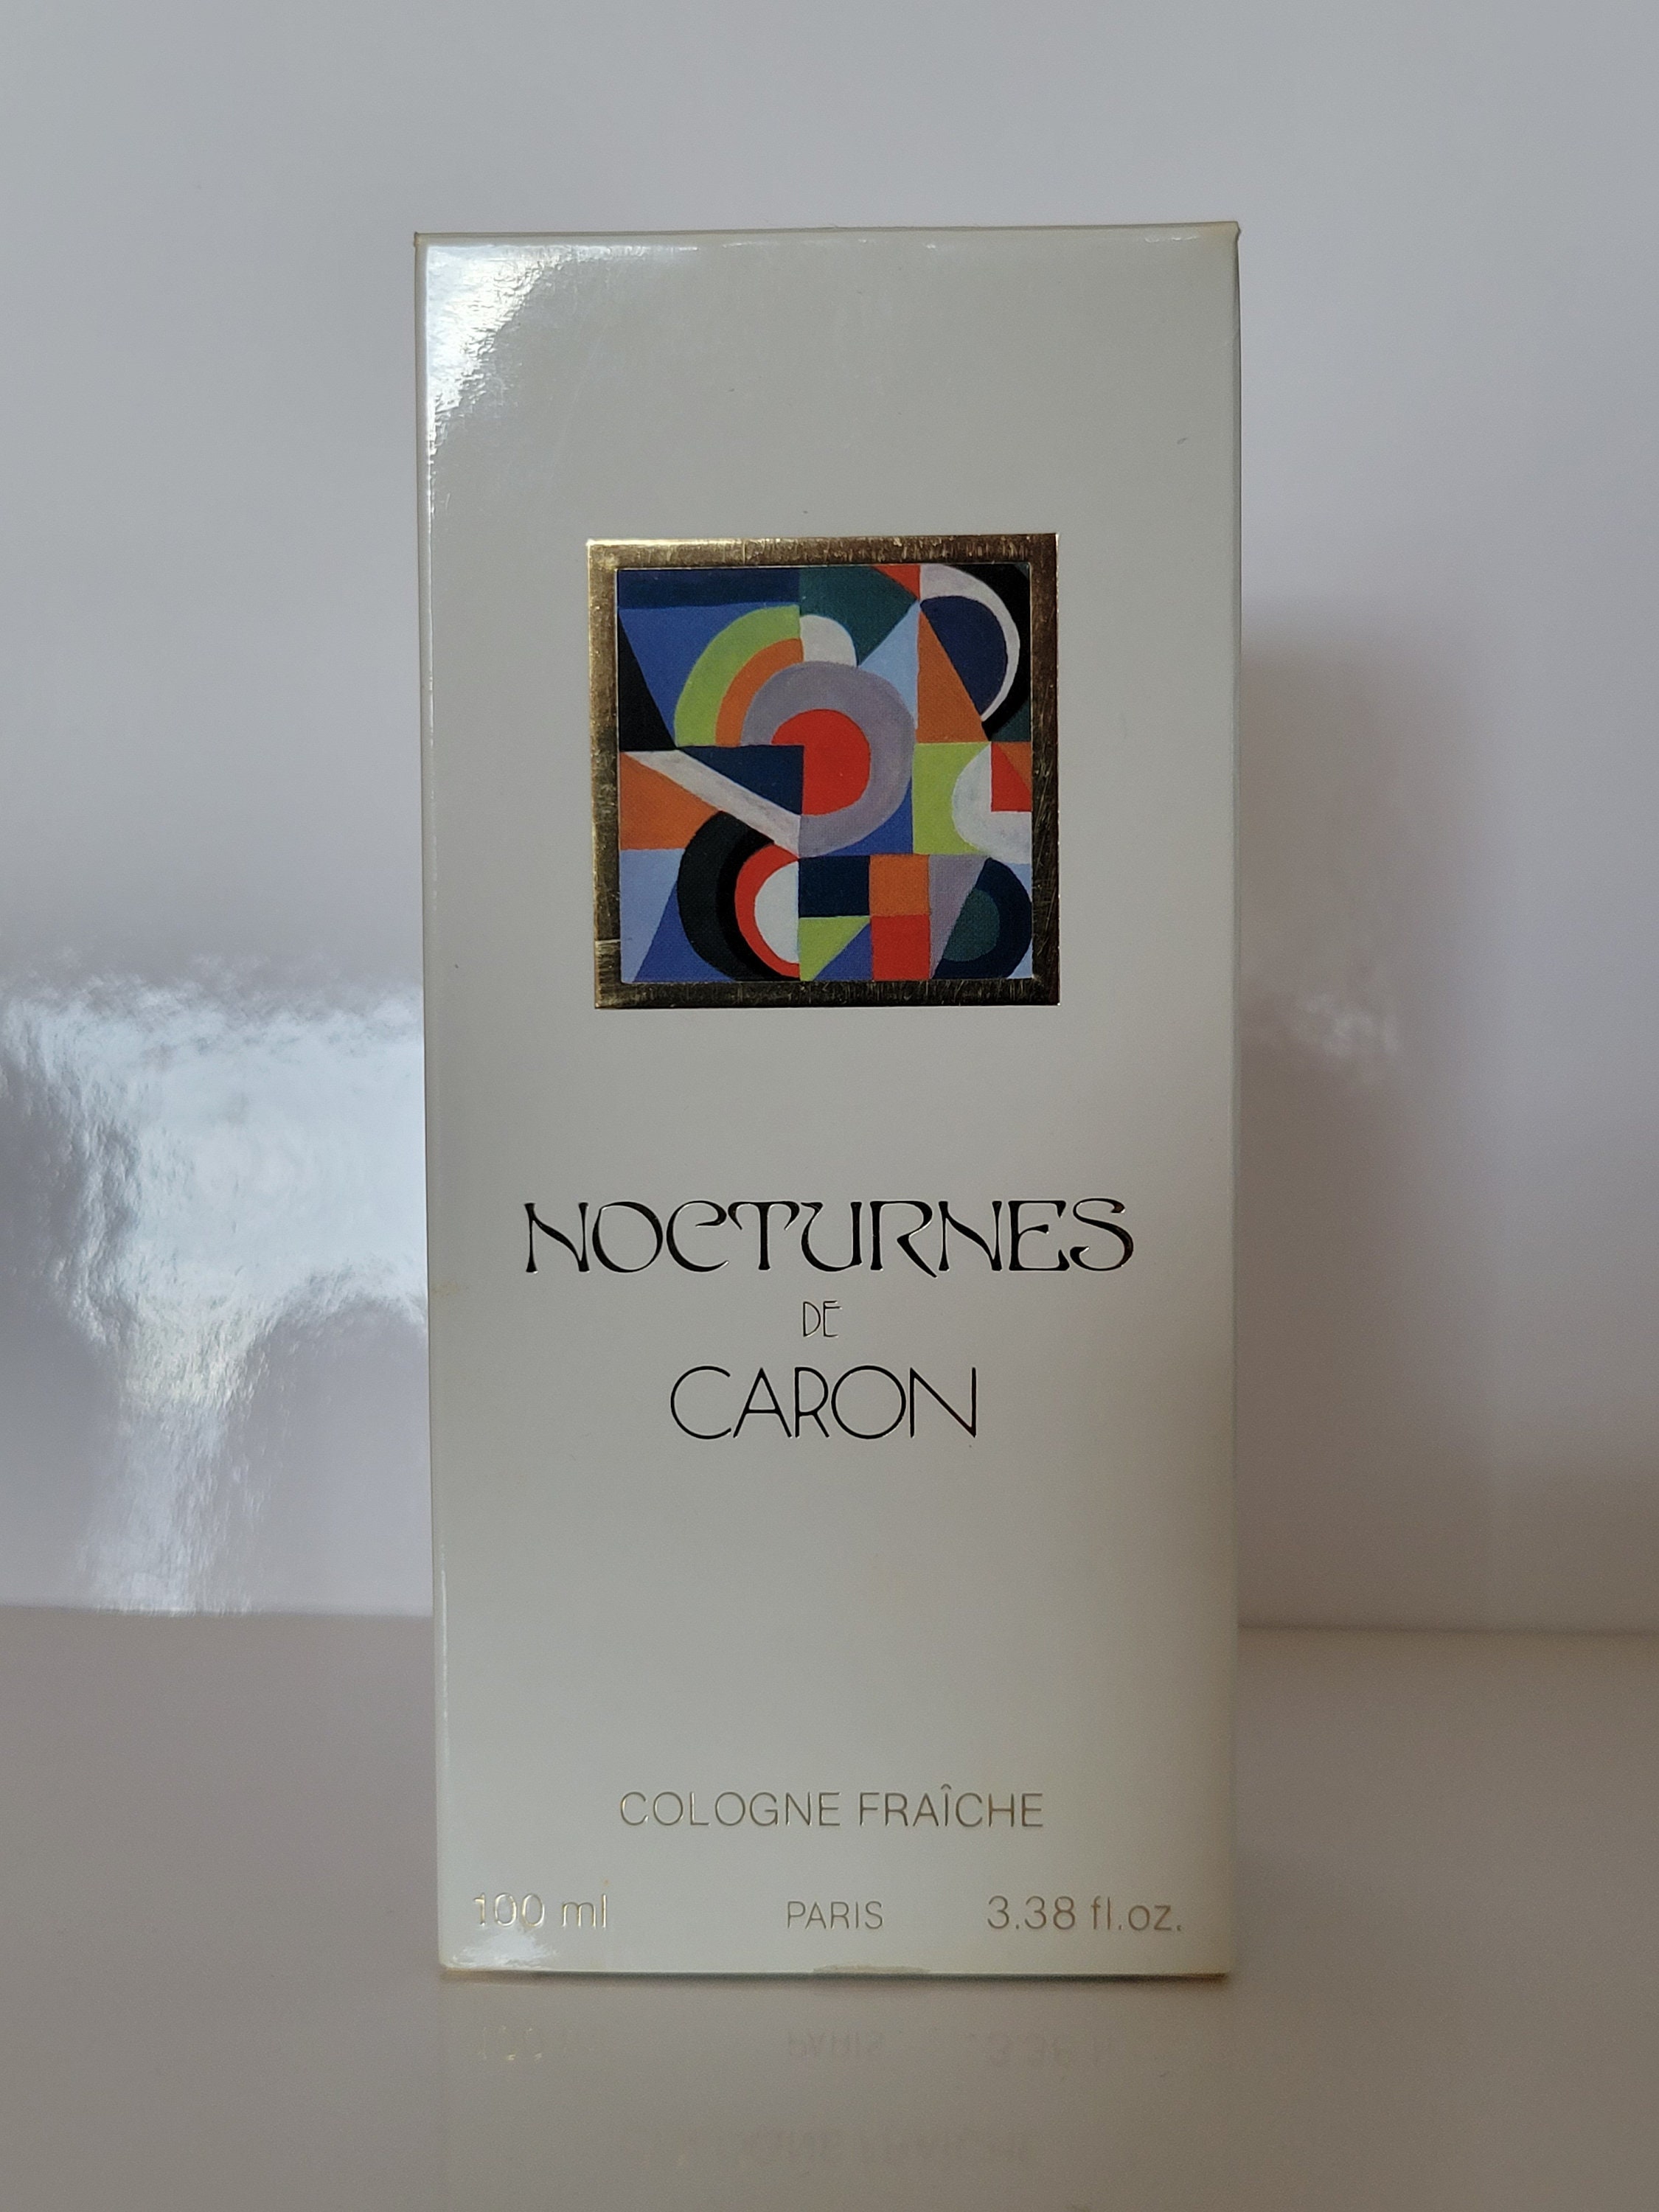 NOCTURNES
DE
CARON
COLOGNE FRAÎCHE
100 ml PARIS 3.38 fl.oz.